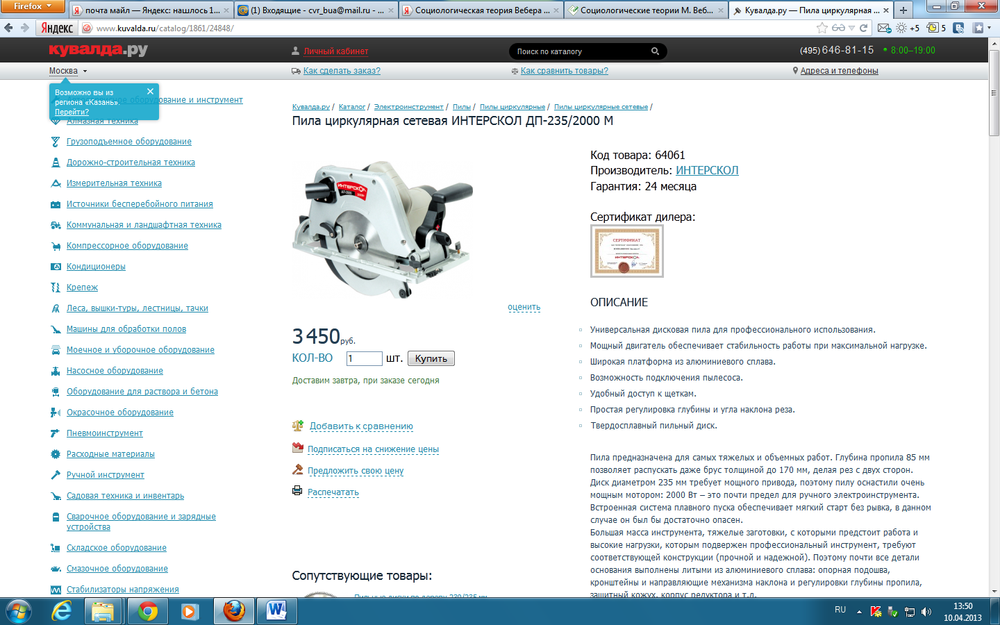 Firefox
почта майл — Яндекс: нашлось 1...
(1) Входящие - cvr_bua@mail.ru - ...
Социологическая теория Вебера ...
Социологические теории М. Веб...
Кувалда.ру — Пила циркулярная ...
Яндекс
www.kuvalda.ru/catalog/1861/24848/
+5
5
кувалда.ру
Личный кабинет
Поиск по каталогу
(495) 646-81-15
8:00–19:00
Москва
Как сделать заказ?
Как сравнить товары?
Адреса и телефоны
Возможно вы из
региона «Казань».
Перейти?
оборудование и инструмент
Алмазная техника
Грузоподъемное оборудование
Дорожно-строительная техника
Измерительная техника
Источники бесперебойного питания
Коммунальная и ландшафтная техника
Компрессорное оборудование
Кондиционеры
Крепеж
Леса, вышки-туры, лестницы, тачки
Машины для обработки полов
Моечное и уборочное оборудование
Насосное оборудование
Оборудование для раствора и бетона
Окрасочное оборудование
Пневмоинструмент
Расходные материалы
Ручной инструмент
Садовая техника и инвентарь
Сварочное оборудование и зарядные
устройства
Складское оборудование
Смазочное оборудование
Стабилизаторы напряжения
Кувалда.ру / Каталог / Электроинструмент / Пилы / Пилы циркулярные / Пилы циркулярные сетевые /
Пила циркулярная сетевая ИНТЕРСКОЛ ДП-235/2000 М
ИНТЕРСКОЛ
оценить
3 450 руб.
КОЛ-ВО 1 шт. Купить
Доставим завтра, при заказе сегодня
Добавить к сравнению
Подписаться на снижение цены
Предложить свою цену
Распечатать
Сопутствующие товары:
Пильные диски по дереву 230/235 мм
Код товара: 64061
Производитель: ИНТЕРСКОЛ
Гарантия: 24 месяца
Сертификат дилера:
СЕРТИФИКАТ
ИНТЕРСКОЛ
ОПИСАНИЕ
Универсальная дисковая пила для профессионального использования.
Мощный двигатель обеспечивает стабильность работы при максимальной нагрузке.
Широкая платформа из алюминиевого сплава.
Возможность подключения пылесоса.
Удобный доступ к щеткам.
Простая регулировка глубины и угла наклона реза.
Твердосплавный пильный диск.
Пила предназначена для самых тяжелых и объемных работ. Глубина пропила 85 мм
позволяет распускать даже брус толщиной до 170 мм, делая рез с двух сторон.
Диск диаметром 235 мм требует мощного привода, поэтому пилу оснастили очень
мощным мотором: 2000 Вт – это почти предел для ручного электроинструмента.
Встроенная система плавного пуска обеспечивает мягкий старт без рывка, в данном
случае он был бы достаточно опасен.
Большая масса инструмента, тяжелые заготовки, с которыми предстоит работа и
высокие нагрузки, которым подвержен профессиональный инструмент, требуют
соответствующей конструкции (прочной и надежной). Поэтому почти все детали
основания выполнены литыми из алюминиевого сплава: опорная подошва,
кронштейны и направляющие механизма наклона и регулировки глубины пропила,
защитный кожух, корпус редуктора и т.д.
RU
13:50
10.04.2013